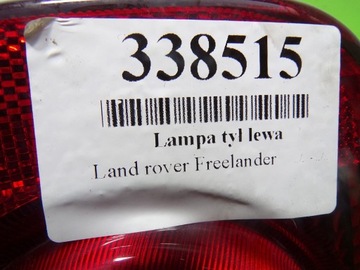 338515
Lampa tył lewa
Land rover Freelander